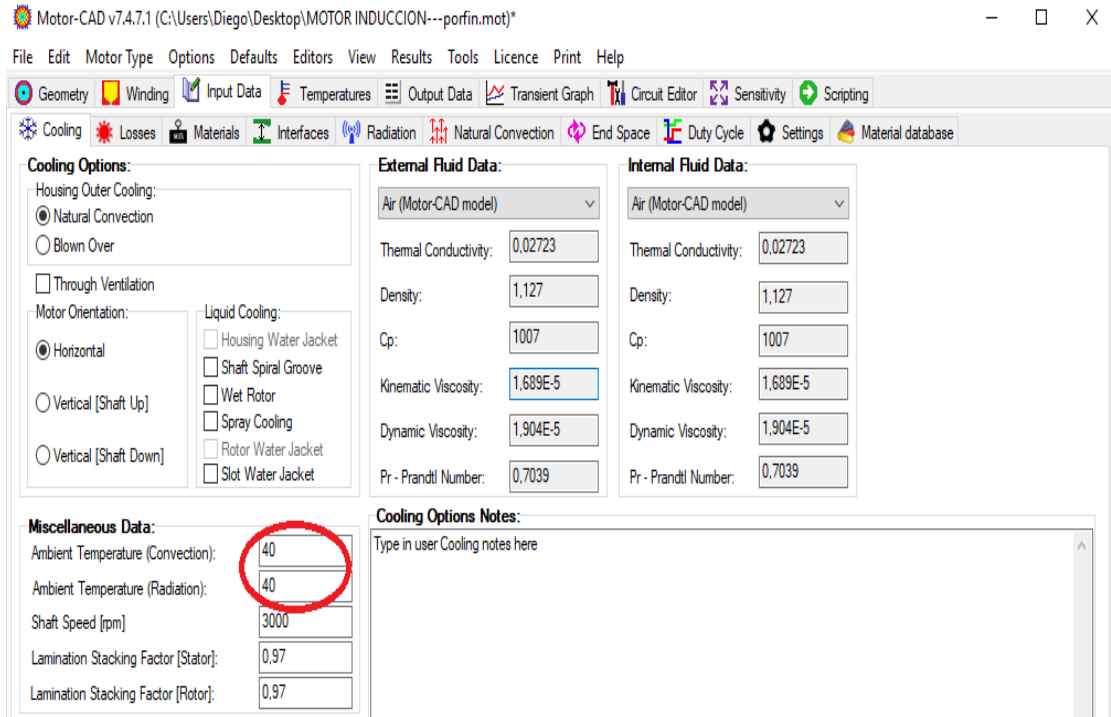 Motor-CAD v7.4.7.1 (C:\Users\Diego\Desktop\MOTOR INDUCCION---porfin.mot)*
File Edit Motor Type Options Defaults Editors View Results Tools Licence Print Help
Geometry Winding Input Data Temperatures Output Data Transient Graph Circuit Editor Sensitivity Scripting
Cooling Losses Materials Interfaces Radiation Natural Convection End Space Duty Cycle Settings Material database
Cooling Options:
Housing Outer Cooling:
Natural Convection
Blown Over
Through Ventilation
Motor Orientation:
Horizontal
Vertical [Shaft Up]
Vertical [Shaft Down]
Liquid Cooling:
Housing Water Jacket
Shaft Spiral Groove
Wet Rotor
Spray Cooling
Rotor Water Jacket
Slot Water Jacket
External Fluid Data:
Air (Motor-CAD model)
Thermal Conductivity: 0,02723
Density: 1,127
Cp: 1007
Kinematic Viscosity: 1,689E-5
Dynamic Viscosity: 1,904E-5
Pr - Prandtl Number: 0,7039
Internal Fluid Data:
Air (Motor-CAD model)
Thermal Conductivity: 0,02723
Density: 1,127
Cp: 1007
Kinematic Viscosity: 1,689E-5
Dynamic Viscosity: 1,904E-5
Pr - Prandtl Number: 0,7039
Miscellaneous Data:
Ambient Temperature (Convection): 40
Ambient Temperature (Radiation): 40
Shaft Speed [rpm] 3000
Lamination Stacking Factor [Stator]: 0,97
Lamination Stacking Factor [Rotor]: 0,97
Cooling Options Notes:
Type in user Cooling notes here